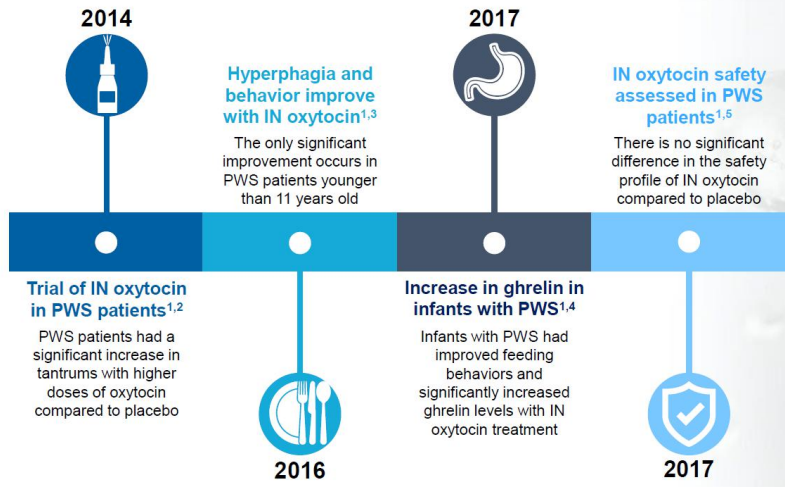 2014
Trial of IN oxytocin
in PWS patients1,2
PWS patients had a
significant increase in
tantrums with higher
doses of oxytocin
compared to placebo
Hyperphagia and
behavior improve
with IN oxytocin1,3
The only significant
improvement occurs in
PWS patients younger
than 11 years old
2016
2017
Increase in ghrelin in
infants with PWS1,4
Infants with PWS had
improved feeding
behaviors and
significantly increased
ghrelin levels with IN
oxytocin treatment
IN oxytocin safety
assessed in PWS
patients1,5
There is no significant
difference in the safety
profile of IN oxytocin
compared to placebo
2017